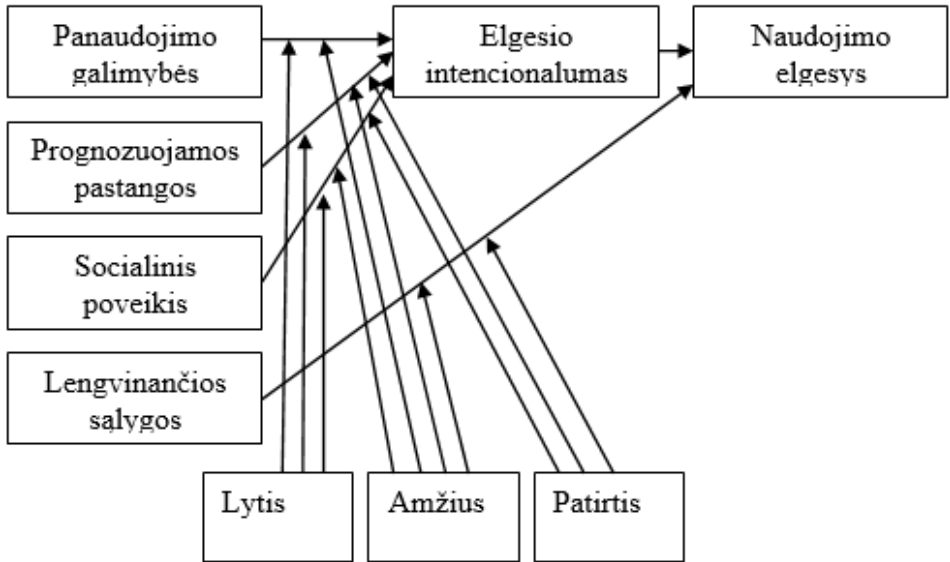 Panaudojimo
galimybės
Elgesio
intencionalumas
Naudojimo
elgesys
Prognozuojamos
pastangos
Socialinis
poveikis
Lengvinančios
sąlygos
Lytis
Amžius
Patirtis